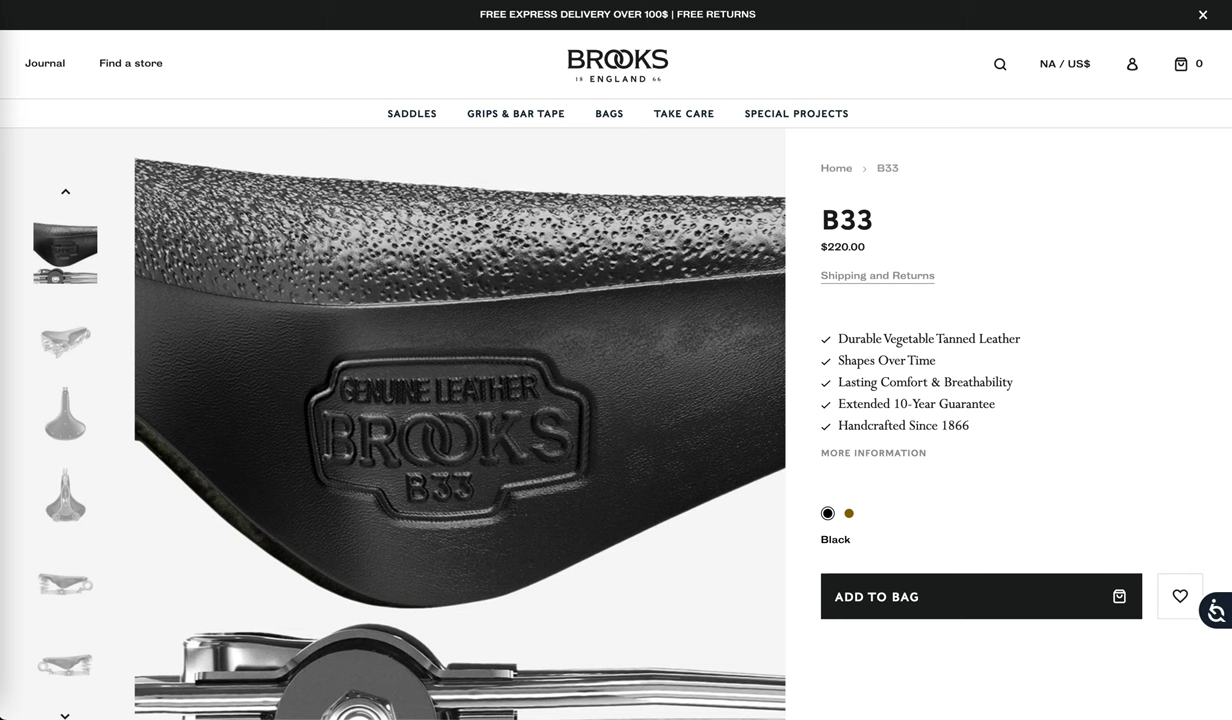 FREE EXPRESS DELIVERY OVER 100$ | FREE RETURNS
Journal
Find a store
BROOKS
18 ENGLAND 66
NA / US$
0
SADDLES
GRIPS & BAR TAPE
BAGS
TAKE CARE
SPECIAL PROJECTS
GENUINE LEATHER
BROOKS
B33
Home › B33
B33
$220.00
Shipping and Returns
Durable Vegetable Tanned Leather
Shapes Over Time
Lasting Comfort & Breathability
Extended 10-Year Guarantee
Handcrafted Since 1866
MORE INFORMATION
Black
ADD TO BAG